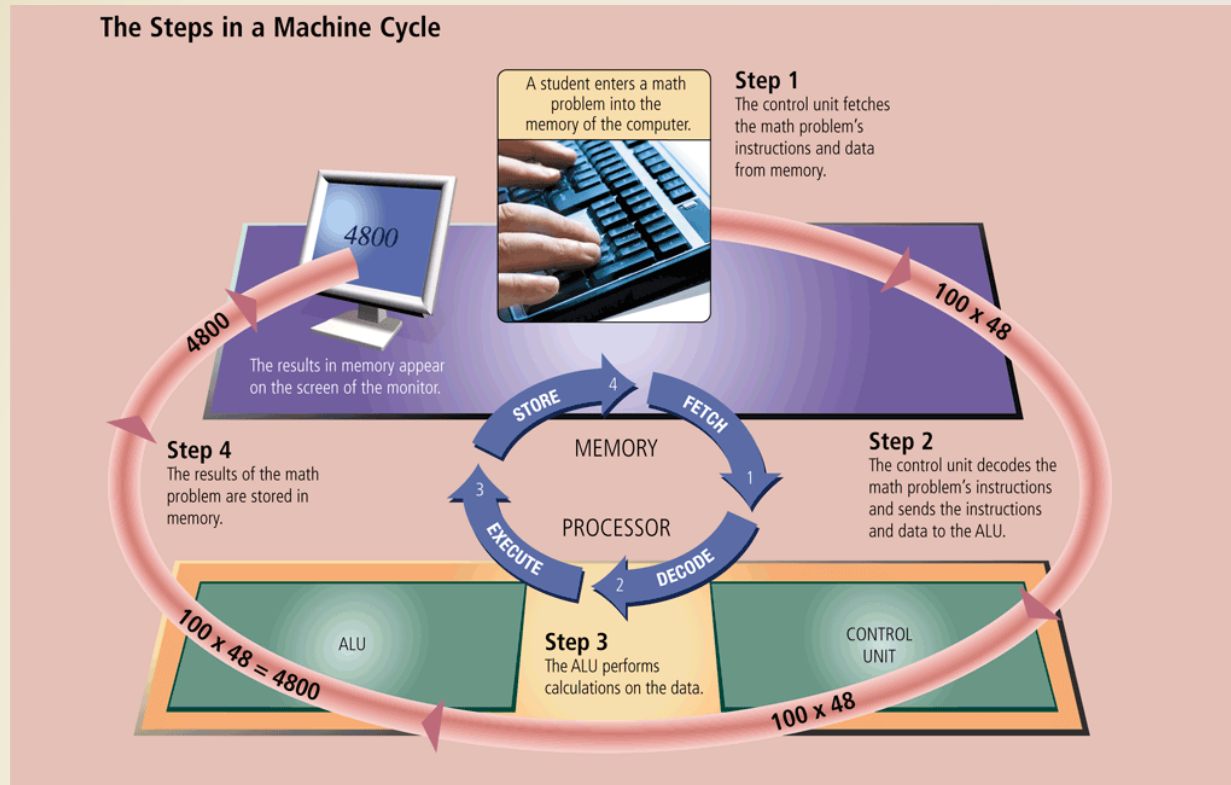 The Steps in a Machine Cycle
A student enters a math
problem into the
memory of the computer.
Step 1
The control unit fetches
the math problem's
instructions and data
from memory.
4800
100 x 48
4800
The results in memory appear
on the screen of the monitor.
4
STORE
FETCH
1
MEMORY
Step 2
The control unit decodes the
math problem's instructions
and sends the instructions
and data to the ALU.
Step 4
The results of the math
problem are stored in
memory.
3
EXECUTE
PROCESSOR
DECODE
2
ALU
CONTROL
UNIT
Step 3
The ALU performs
calculations on the data.
100 x 48 = 4800
100 x 48